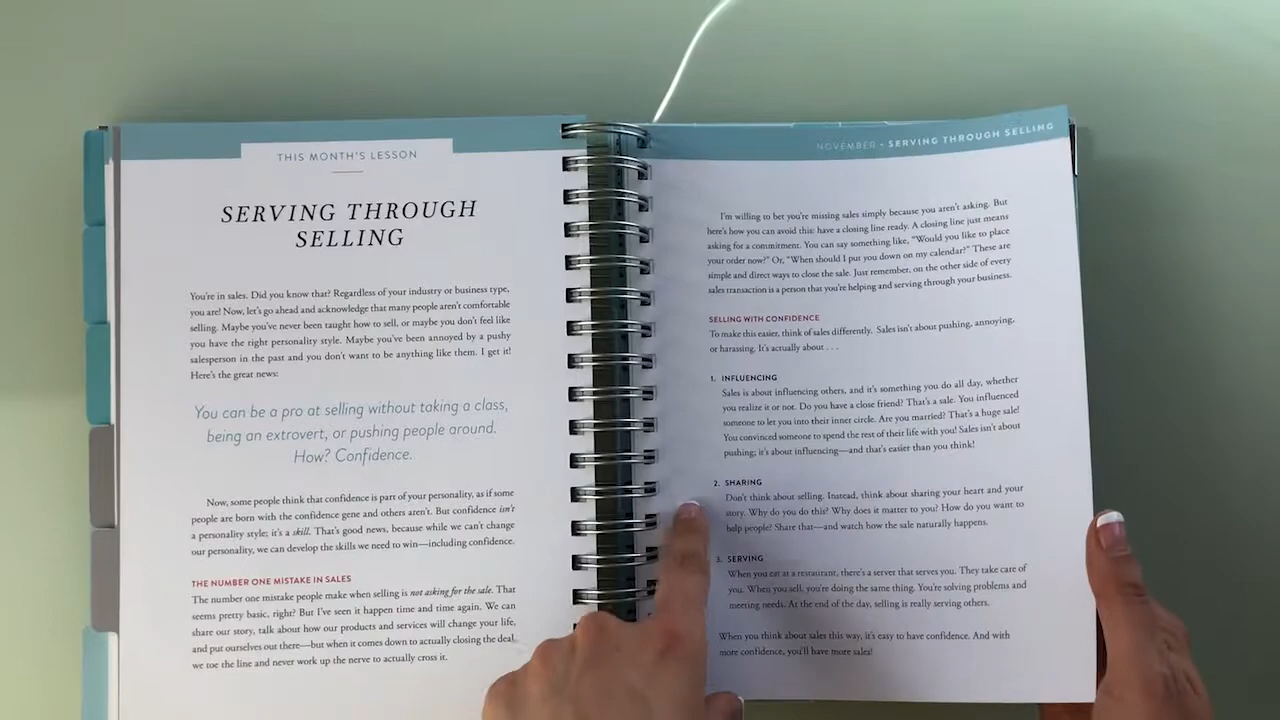 THIS MONTH'S LESSON
SERVING THROUGH
SELLING
You're in sales. Did you know that? Regardless of your industry or business type,
you are! Now, let's go ahead and acknowledge that many people aren't comfortable
selling. Maybe you've never been taught how to sell, or maybe you don't feel like
you have the right personality style. Maybe you've been annoyed by a pushy
salesperson in the past and you don't want to be anything like them. I get it!
Here's the great news:
You can be a pro at selling without taking a class,
being an extrovert, or pushing people around.
How? Confidence.
Now, some people think that confidence is part of your personality, as if some
people are born with the confidence gene and others aren't. But confidence isn't
a personality style; it's a skill. That's good news, because while we can't change
our personality, we can develop the skills we need to win—including confidence.
THE NUMBER ONE MISTAKE IN SALES
The number one mistake people make when selling is not asking for the sale. That
seems pretty basic, right? But I've seen it happen time and time again. We can
share our story, talk about how our products and services will change your life,
and put ourselves out there—but when it comes down to actually closing the deal,
we toe the line and never work up the nerve to actually cross it.
NOVEMBER • SERVING THROUGH SELLING
I'm willing to bet you're missing sales simply because you aren't asking. But
here's how you can avoid this: have a closing line ready. A closing line just means
asking for a commitment. You can say something like, "Would you like to place
your order now?" Or, "When should I put you down on my calendar?" These are
simple and direct ways to close the sale. Just remember, on the other side of every
sales transaction is a person that you're helping and serving through your business.
SELLING WITH CONFIDENCE
To make this easier, think of sales differently. Sales isn't about pushing, annoying,
or harassing. It's actually about . . .
1. INFLUENCING
Sales is about influencing others, and it's something you do all day, whether
you realize it or not. Do you have a close friend? That's a sale. You influenced
someone to let you into their inner circle. Are you married? That's a huge sale!
You convinced someone to spend the rest of their life with you! Sales isn't about
pushing; it's about influencing—and that's easier than you think!
2. SHARING
Don't think about selling. Instead, think about sharing your heart and your
story. Why do you do this? Why does it matter to you? How do you want to
help people? Share that—and watch how the sale naturally happens.
3. SERVING
When you eat at a restaurant, there's a server that serves you. They take care of
you. When you sell, you're doing the same thing. You're solving problems and
meeting needs. At the end of the day, selling is really serving others.
When you think about sales this way, it's easy to have confidence. And with
more confidence, you'll have more sales!